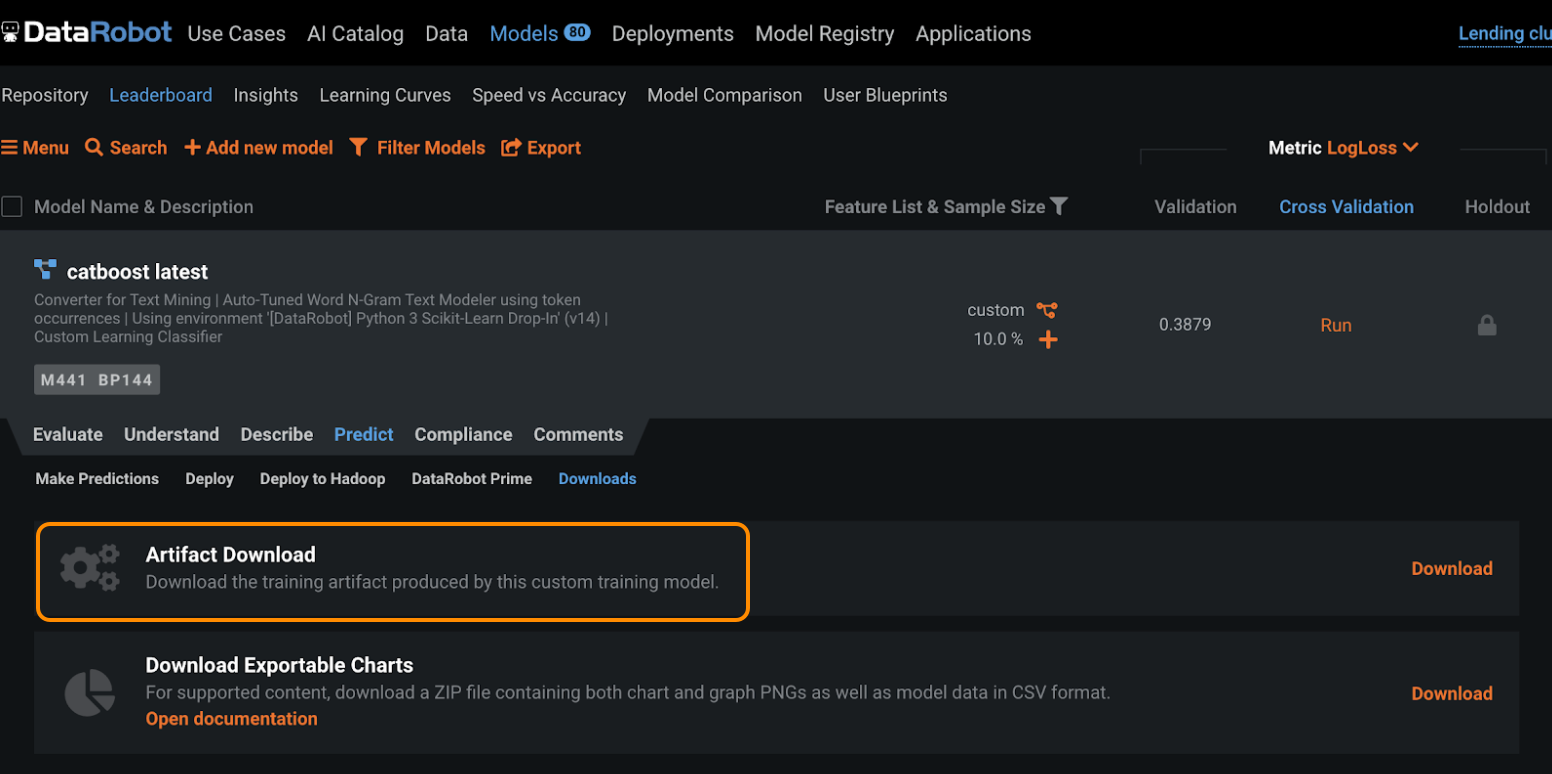 DataRobot Use Cases AI Catalog Data Models 80 Deployments Model Registry Applications Lending clu
Repository Leaderboard Insights Learning Curves Speed vs Accuracy Model Comparison User Blueprints
Menu Search Add new model Filter Models Export Metric LogLoss
Model Name & Description Feature List & Sample Size Validation Cross Validation Holdout
catboost latest
Converter for Text Mining | Auto-Tuned Word N-Gram Text Modeler using token
occurrences | Using environment '[DataRobot] Python 3 Scikit-Learn Drop-In' (v14) |
Custom Learning Classifier
custom
10.0 %
0.3879 Run
M441 BP144
Evaluate Understand Describe Predict Compliance Comments
Make Predictions Deploy Deploy to Hadoop DataRobot Prime Downloads
Artifact Download
Download the training artifact produced by this custom training model.
Download
Download Exportable Charts
For supported content, download a ZIP file containing both chart and graph PNGs as well as model data in CSV format.
Open documentation
Download